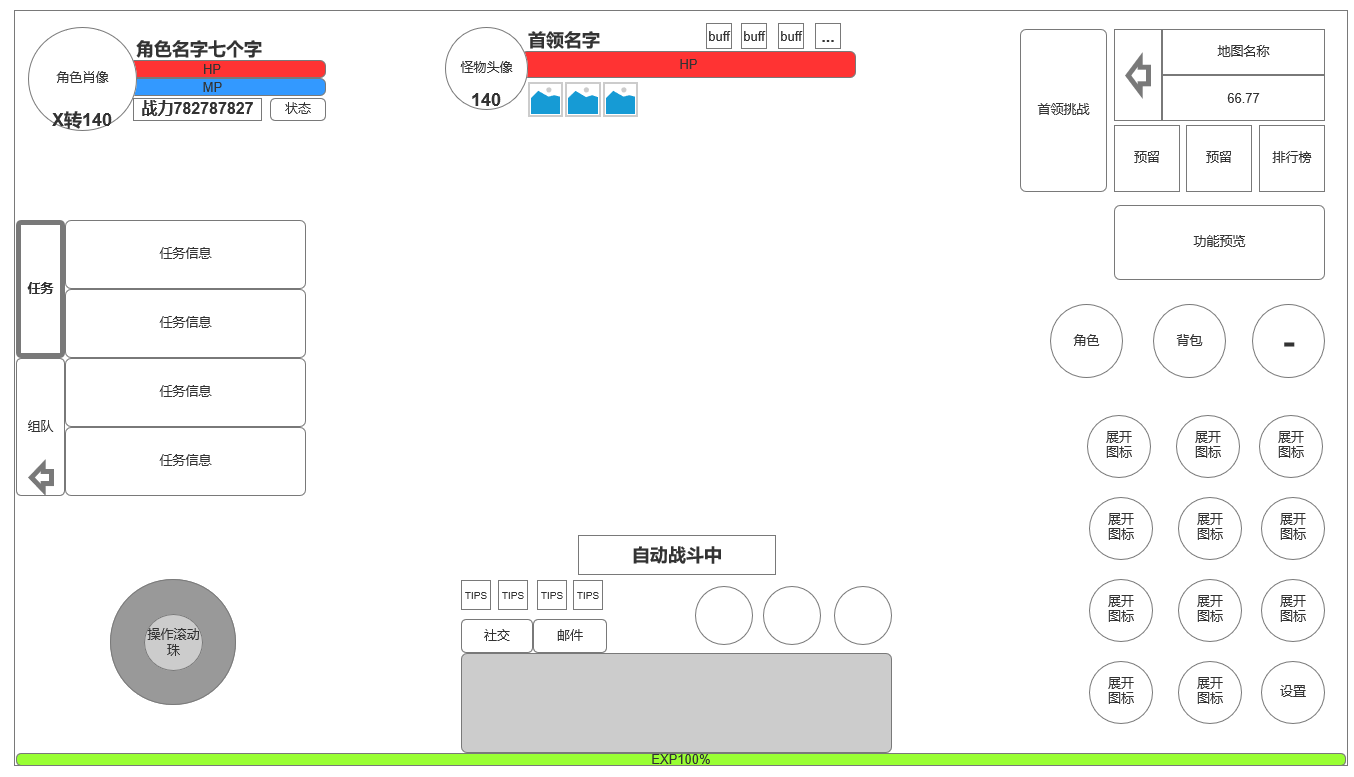 角色肖像
X转140
角色名字七个字
HP
MP
战力782787827
状态
怪物头像
140
首领名字
buff
buff
buff
...
HP
首领挑战
地图名称
66.77
预留
预留
排行榜
功能预览
任务
组队
任务信息
任务信息
任务信息
任务信息
角色
背包
-
展开
图标
展开
图标
展开
图标
展开
图标
展开
图标
展开
图标
展开
图标
展开
图标
展开
图标
展开
图标
展开
图标
设置
自动战斗中
TIPS
TIPS
TIPS
TIPS
社交
邮件
操作滚动
珠
EXP100%